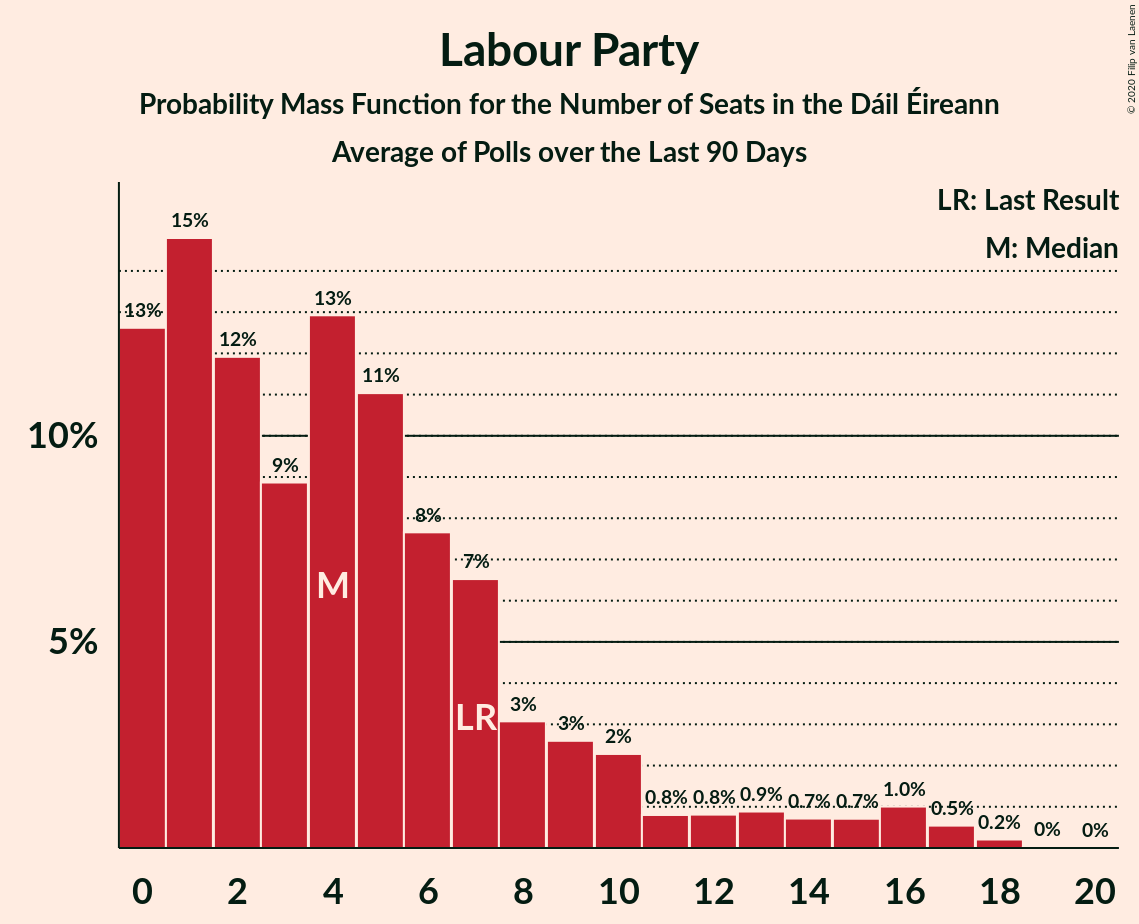 Labour Party
Probability Mass Function for the Number of Seats in the Dáil Éireann
Average of Polls over the Last 90 Days
© 2020 Filip van Laenen
LR: Last Result
M: Median
15%
13%
13%
12%
11%
10%
9%
8%
7%
M
5%
LR
3%
3%
2%
0.8%
0.8%
0.9%
0.7%
0.7%
1.0%
0.5%
0.2%
0%
0%
0 2 4 6 8 10 12 14 16 18 20